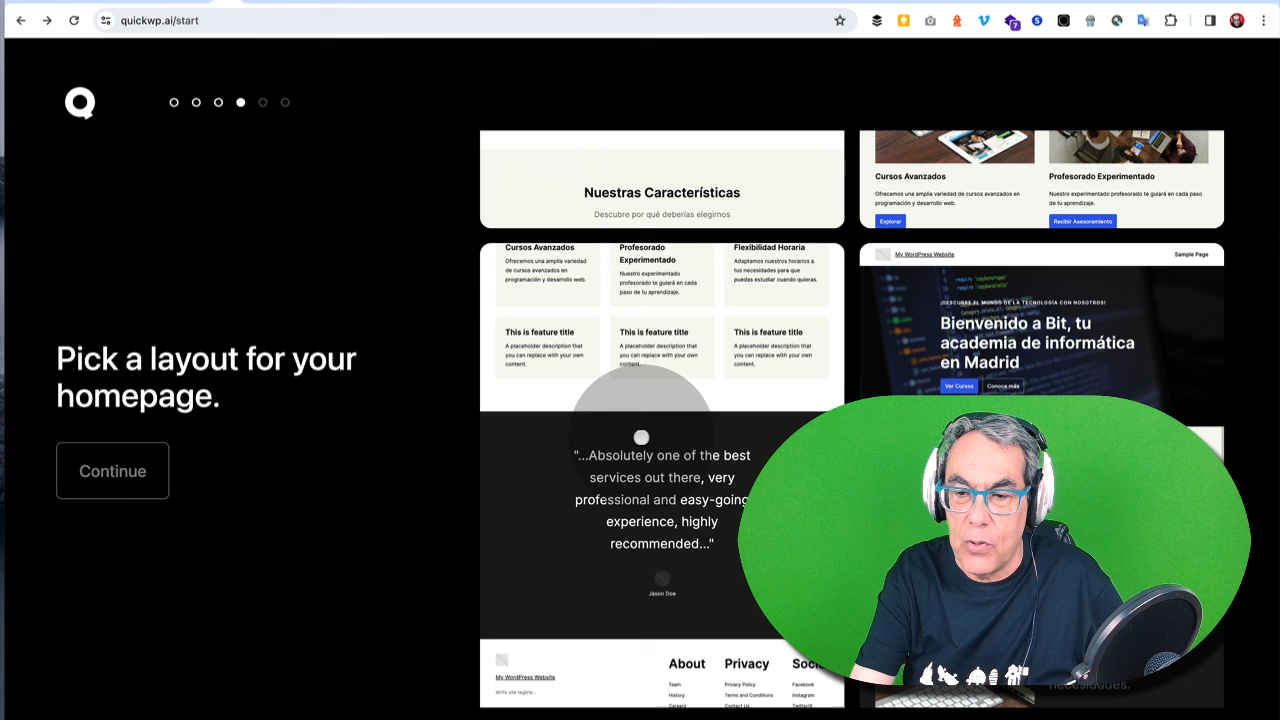 quickwp.ai/start
7
Pick a layout for your
homepage.
Continue
Nuestras Características
Descubre por qué deberías elegirnos
Cursos Avanzados
Ofrecemos una amplia variedad de cursos avanzados en
programación y desarrollo web.
Explorar
Profesorado Experimentado
Nuestro experimentado profesorado te guiará en cada paso
de tu aprendizaje.
Recibir Asesoramiento
Cursos Avanzados
Ofrecemos una amplia variedad
de cursos avanzados en
programación y desarrollo web.
Profesorado
Experimentado
Nuestro experimentado
profesorado te guiará en cada
paso de tu aprendizaje.
Flexibilidad Horaria
Adaptamos nuestros horarios a
tus necesidades para que
puedas estudiar cuando quieras.
This is feature title
A placeholder description that
you can replace with your own
content.
This is feature title
A placeholder description that
you can replace with your own
content.
This is feature title
A placeholder description that
you can replace with your own
content.
"...Absolutely one of the best
services out there, very
professional and easy-going
experience, highly
recommended..."
Jason Doe
My WordPress Website
Write site tagline...
About
Team
History
Careers
Privacy
Privacy Policy
Terms and Conditions
Contact Us
Soci
Facebook
Instagram
Twitter/X
My WordPress Website
Sample Page
¡DESCUBRE EL MUNDO DE LA TECNOLOGÍA CON NOSOTROS!
Bienvenido a Bit, tu
academia de informática
en Madrid
Ver Cursos
Conoce más
necesidades.